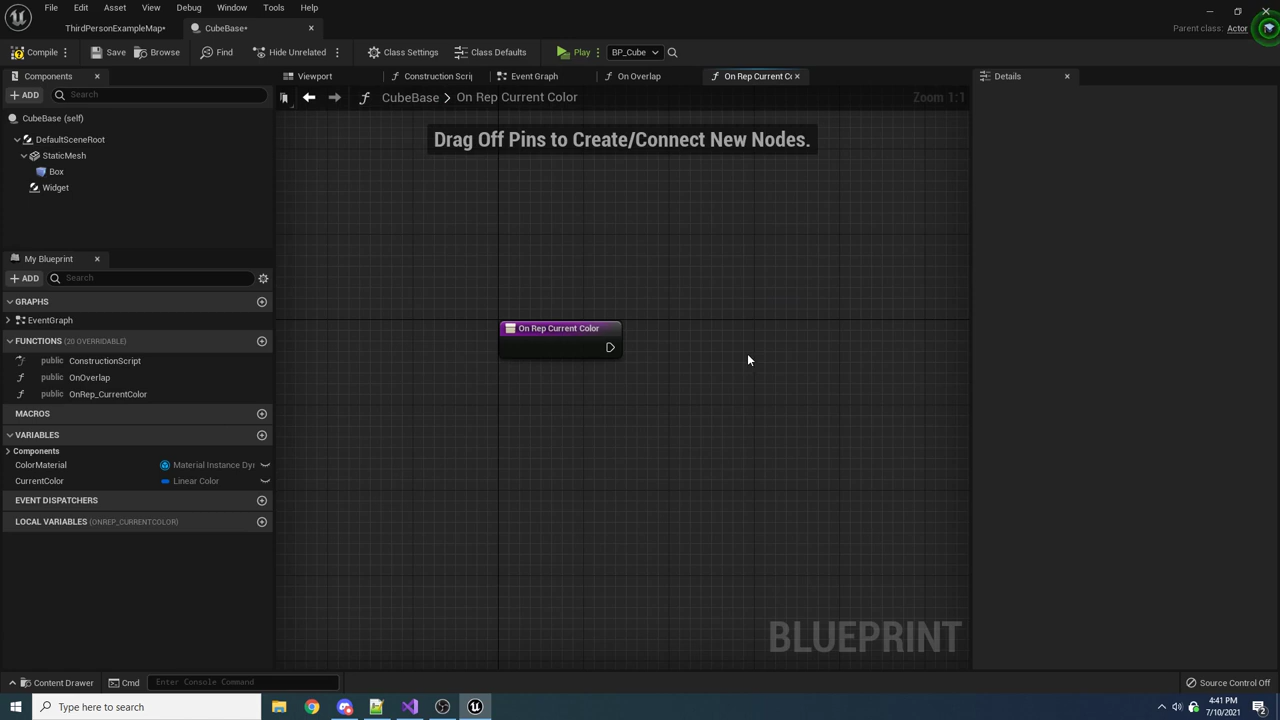 File Edit Asset View Debug Window Tools Help
ThirdPersonExampleMap*
CubeBase*
Parent class: Actor
Compile
Save
Browse
Find
Hide Unrelated
Class Settings
Class Defaults
Play
BP_Cube
Components
Viewport
Construction Scrip
Event Graph
On Overlap
On Rep Current Co
Details
ADD
Search
CubeBase > On Rep Current Color
Zoom 1:1
CubeBase (self)
Drag Off Pins to Create/Connect New Nodes.
DefaultSceneRoot
StaticMesh
Box
Widget
My Blueprint
ADD
Search
GRAPHS
EventGraph
On Rep Current Color
FUNCTIONS (20 OVERRIDABLE)
public ConstructionScript
public OnOverlap
public OnRep_CurrentColor
MACROS
VARIABLES
Components
ColorMaterial Material Instance Dyr
CurrentColor Linear Color
EVENT DISPATCHERS
LOCAL VARIABLES (ONREP_CURRENTCOLOR)
BLUEPRINT
Content Drawer
Cmd
Enter Console Command
Source Control Off
Type here to search
4:41 PM
7/10/2021
2